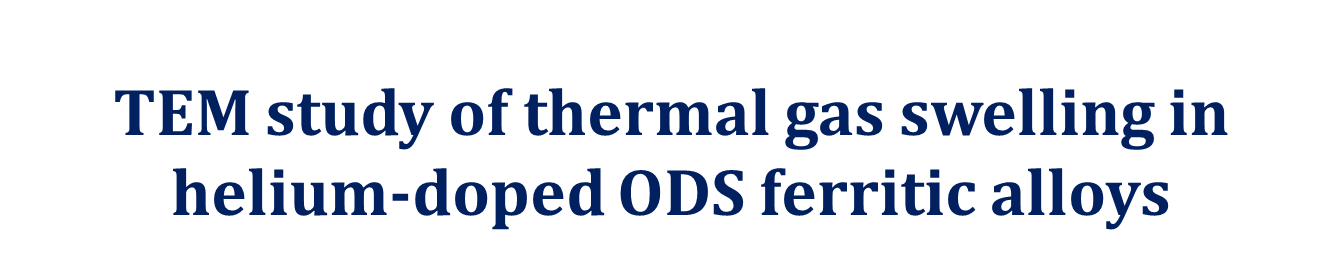 TEM study of thermal gas swelling in
helium-doped ODS ferritic alloys